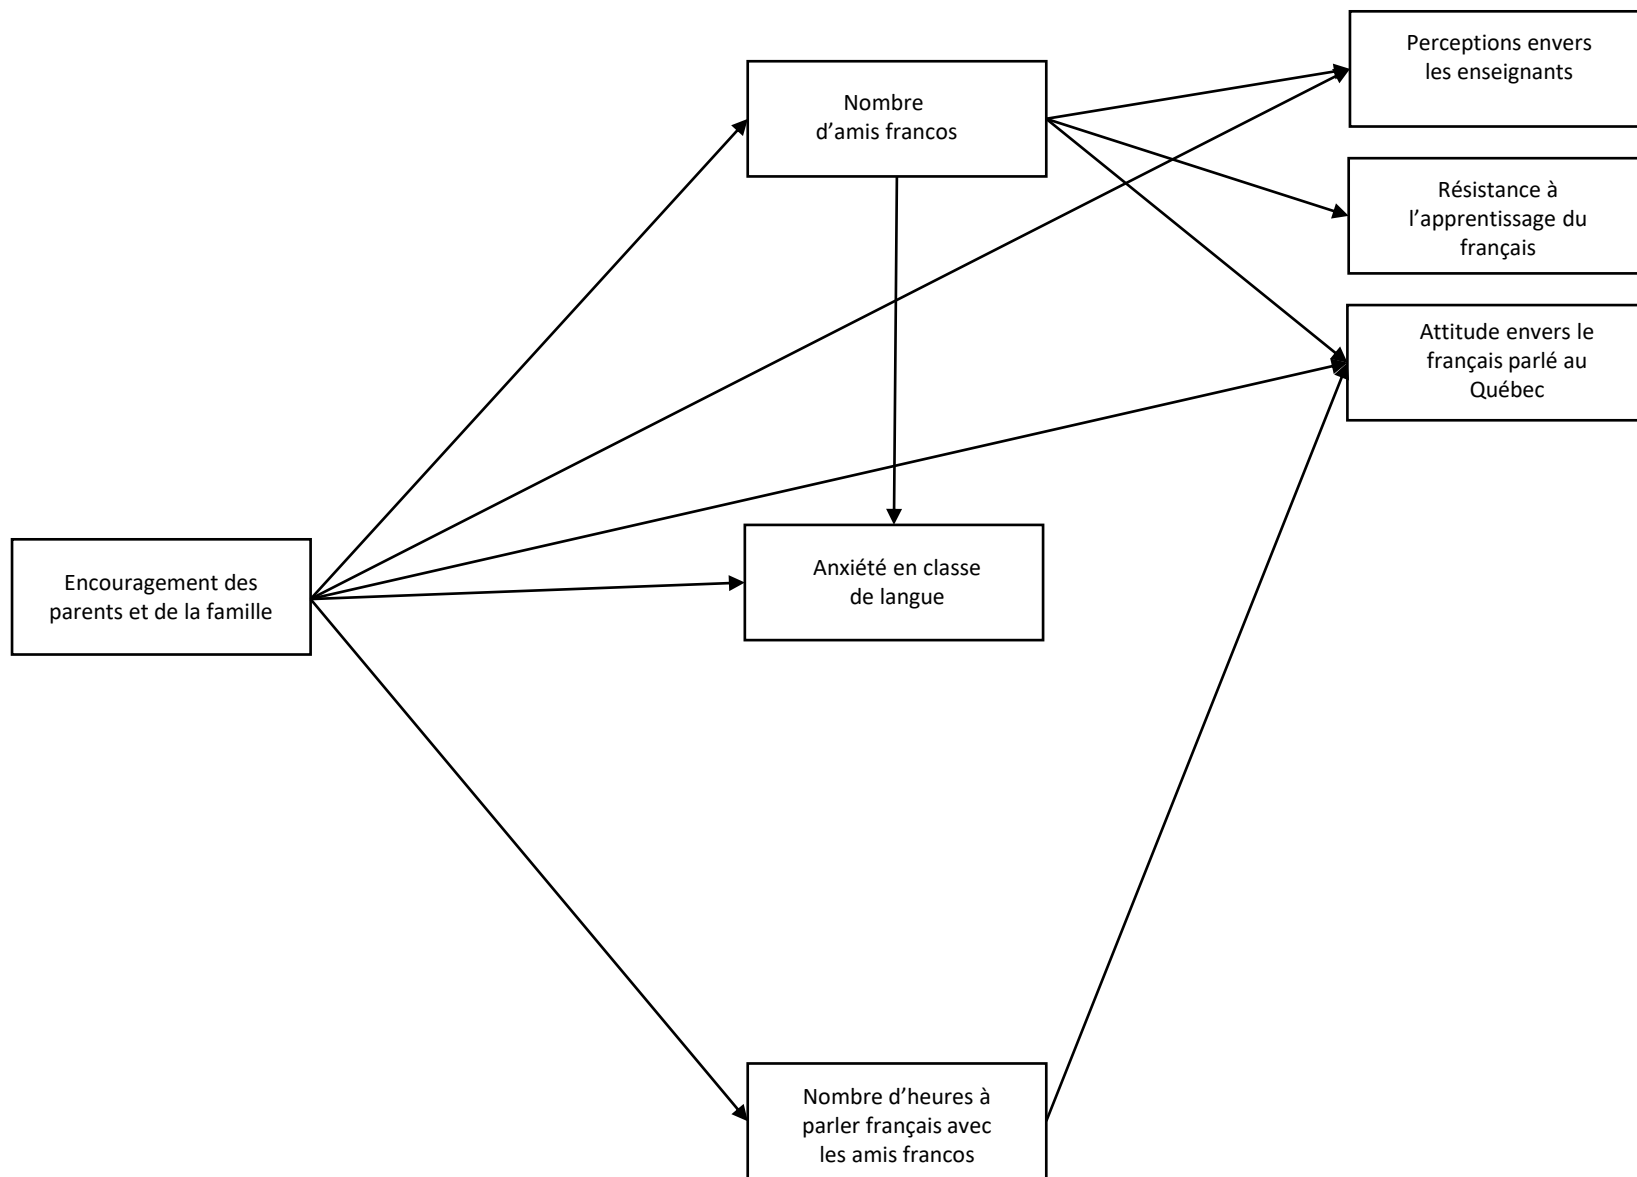 Perceptions envers
les enseignants
Nombre
d’amis francos
Résistance à
l’apprentissage du
français
Attitude envers le
français parlé au
Québec
Anxiété en classe
de langue
Encouragement des
parents et de la famille
Nombre d’heures à
parler français avec
les amis francos